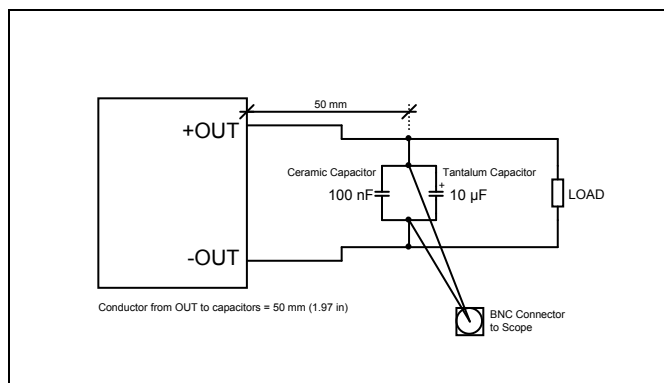 50 mm
+OUT
Ceramic Capacitor
Tantalum Capacitor
100 nF
+
10 µF
LOAD
-OUT
Conductor from OUT to capacitors = 50 mm (1.97 in)
BNC Connector
to Scope